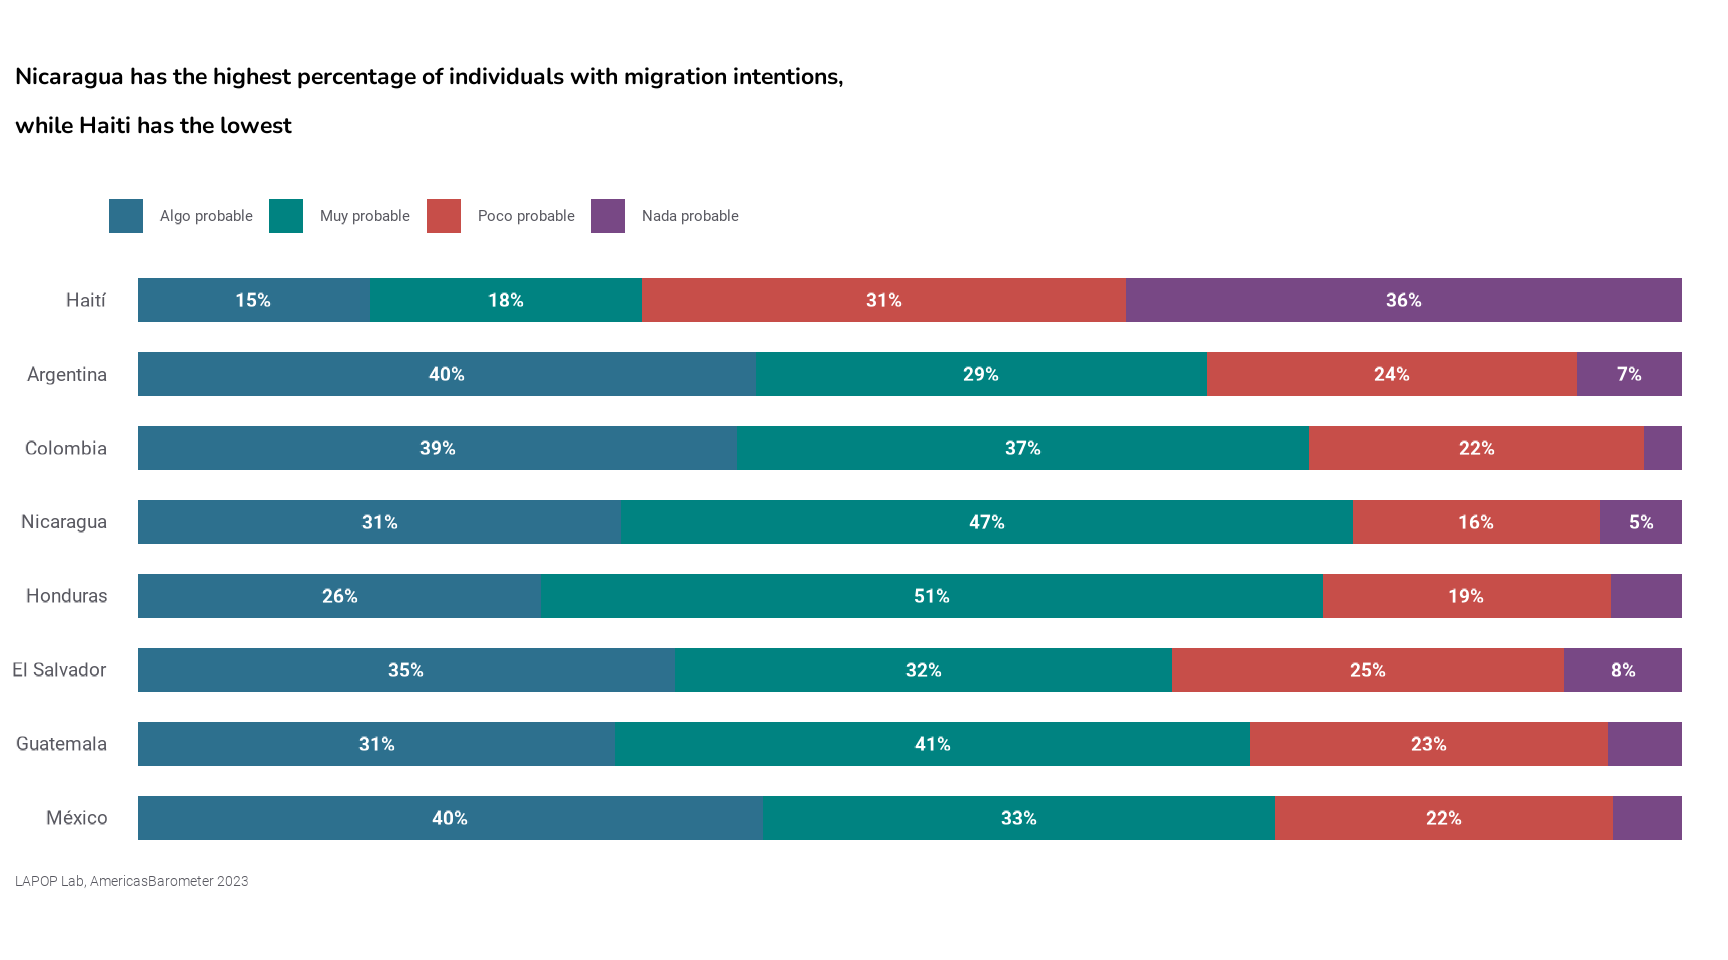 Nicaragua has the highest percentage of individuals with migration intentions,
while Haiti has the lowest
Algo probable Muy probable Poco probable Nada probable
Haití 15% 18% 31% 36%
Argentina 40% 29% 24% 7%
Colombia 39% 37% 22%
Nicaragua 31% 47% 16% 5%
Honduras 26% 51% 19%
El Salvador 35% 32% 25% 8%
Guatemala 31% 41% 23%
México 40% 33% 22%
LAPOP Lab, AmericasBarometer 2023